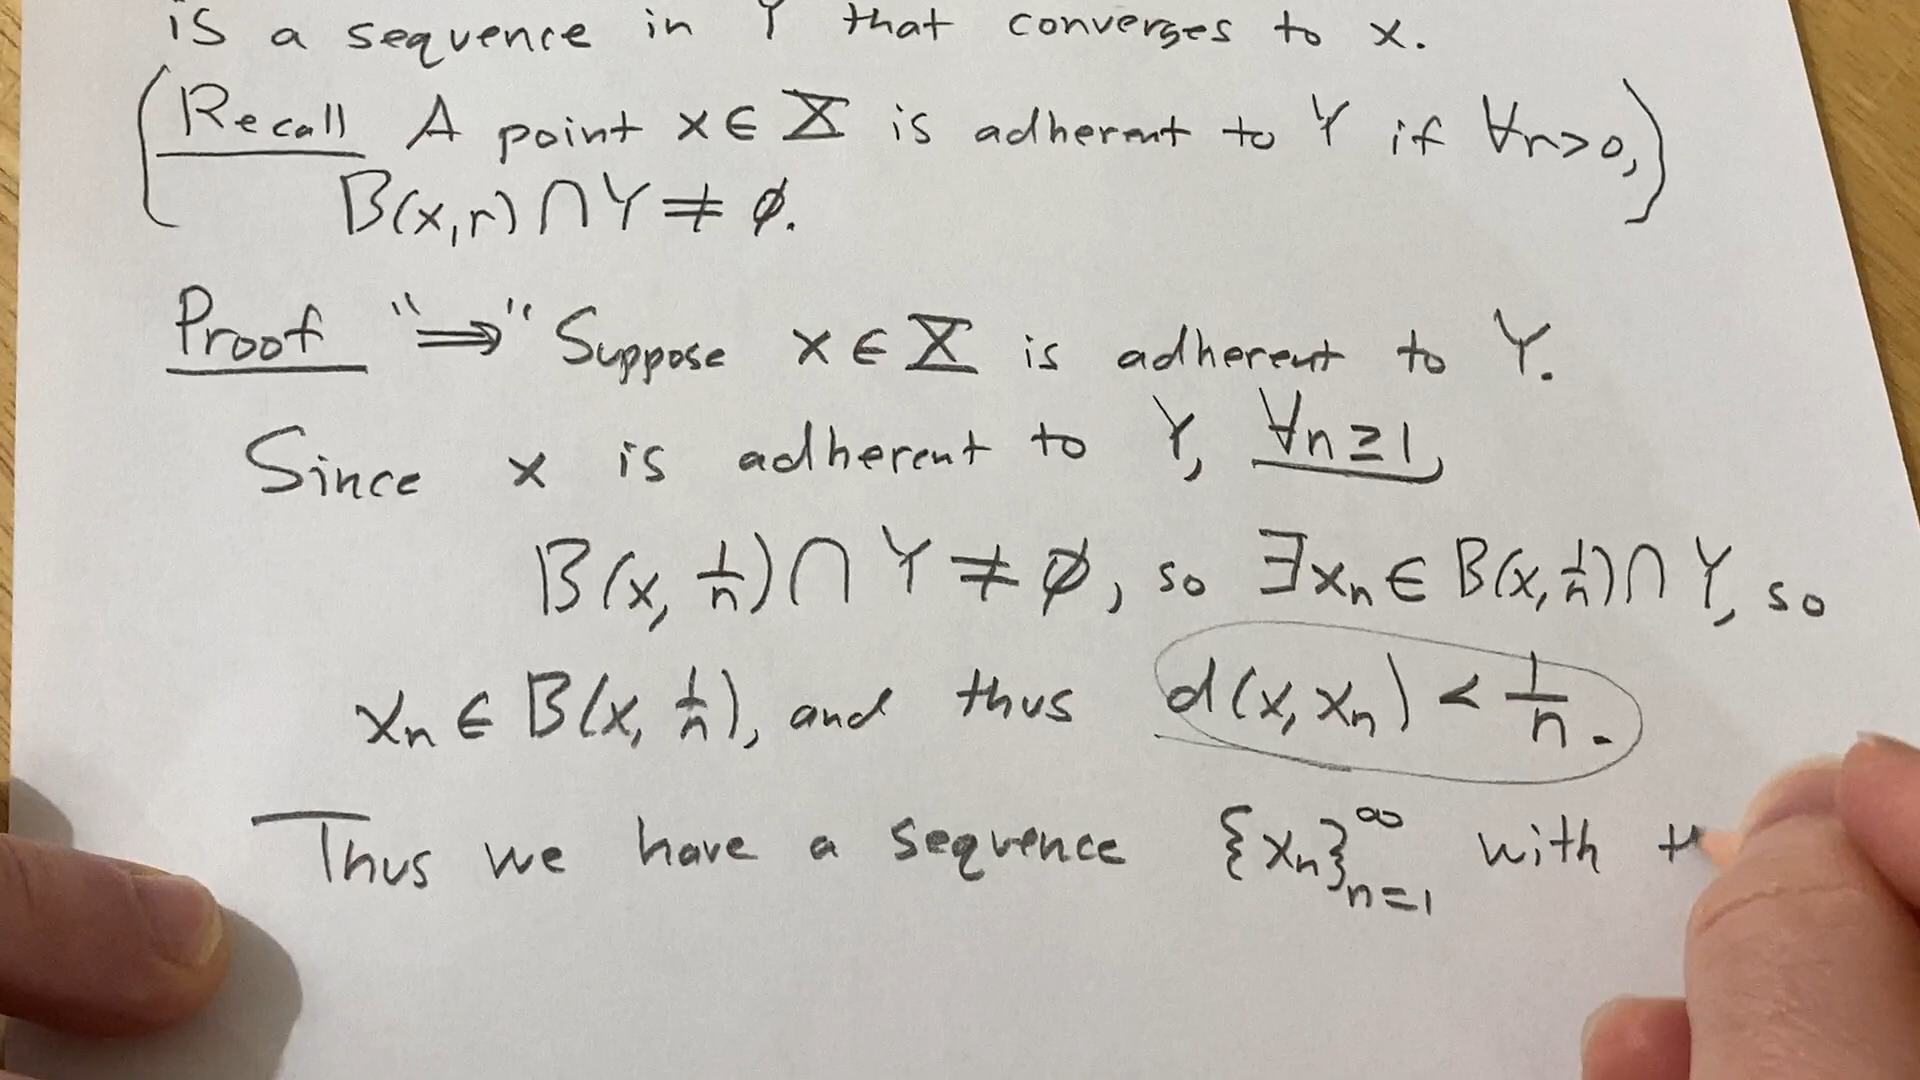 is a sequence in Y that converges to x.
(Recall A point x ∈ X is adherent to Y if ∀r>0,)
B(x,r) ∩ Y ≠ ∅.
Proof "⇒" Suppose x ∈ X is adherent to Y.
Since x is adherent to Y, ∀n≥1,
B(x, 1/n) ∩ Y ≠ ∅, so ∃xₙ ∈ B(x, 1/n) ∩ Y, so
xₙ ∈ B(x, 1/n), and thus d(x, xₙ) < 1/n.
Thus we have a sequence {xₙ}ₙ₌₁^∞ with